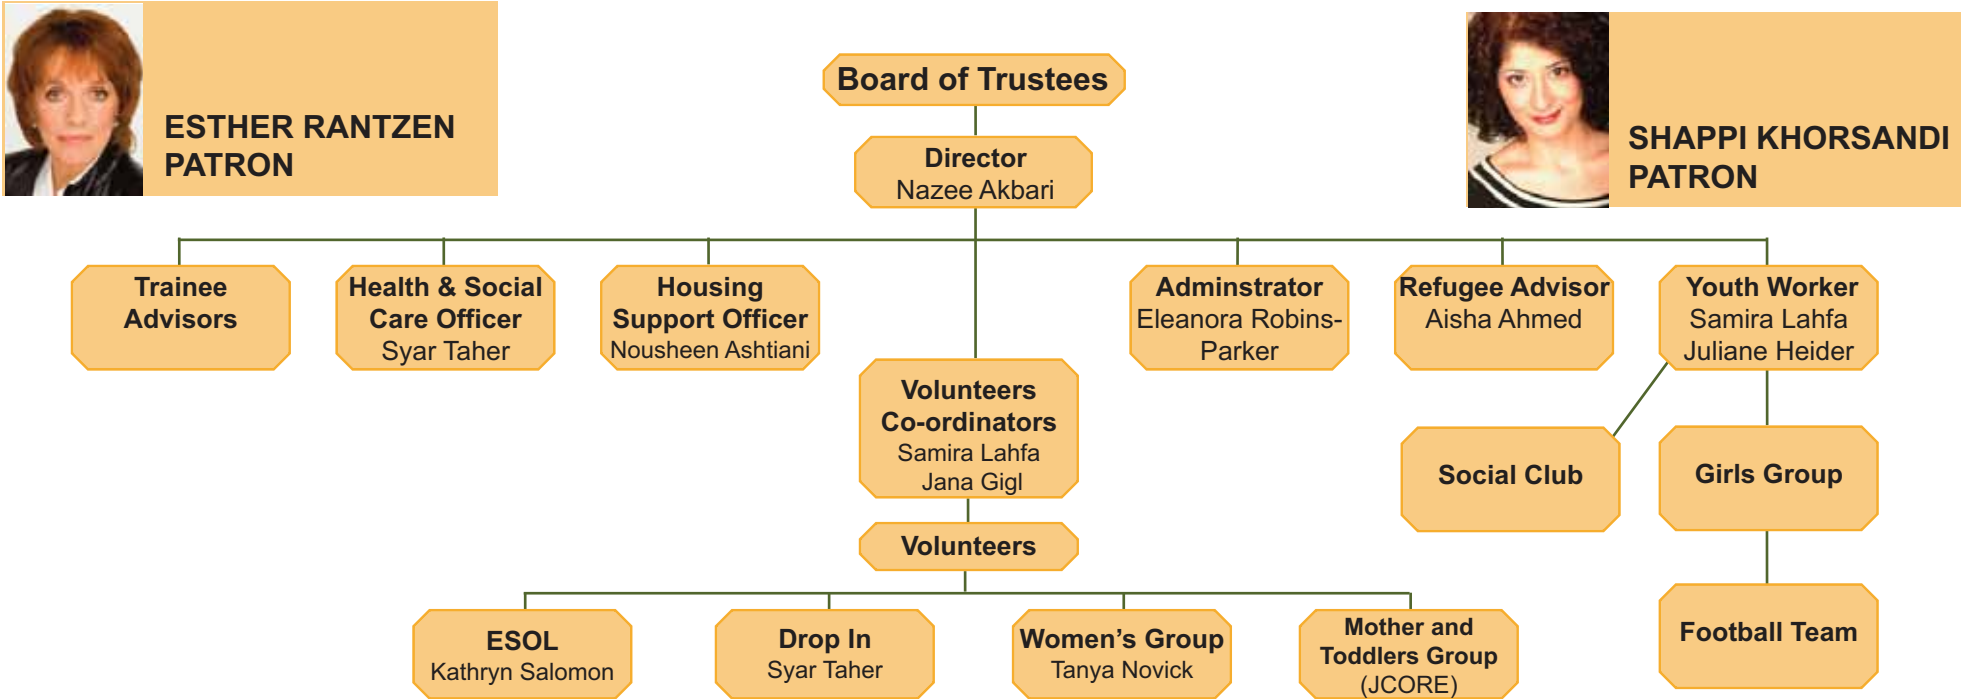 ESTHER RANTZEN
PATRON
Board of Trustees
SHAPPI KHORSANDI
PATRON
Director
Nazee Akbari
Trainee
Advisors
Health & Social
Care Officer
Syar Taher
Housing
Support Officer
Nousheen Ashtiani
Adminstrator
Eleanora Robins-
Parker
Refugee Advisor
Aisha Ahmed
Youth Worker
Samira Lahfa
Juliane Heider
Volunteers
Co-ordinators
Samira Lahfa
Jana Gigl
Social Club
Girls Group
Volunteers
ESOL
Kathryn Salomon
Drop In
Syar Taher
Women’s Group
Tanya Novick
Mother and
Toddlers Group
(JCORE)
Football Team